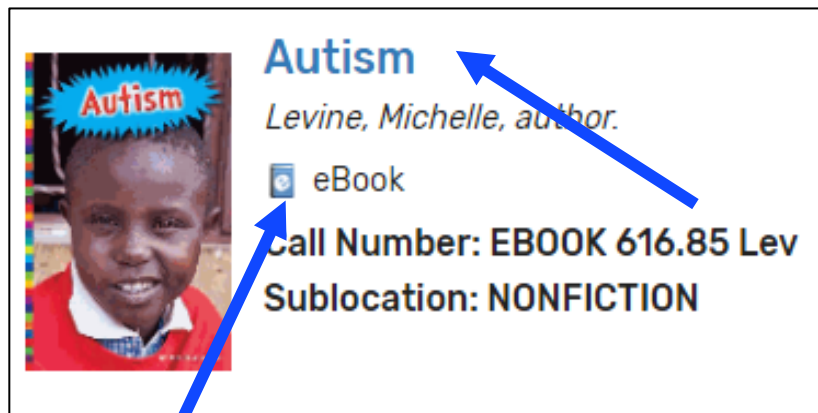 Autism
Autism
Levine, Michelle, author.
eBook
Call Number: EBOOK 616.85 Lev
Sublocation: NONFICTION